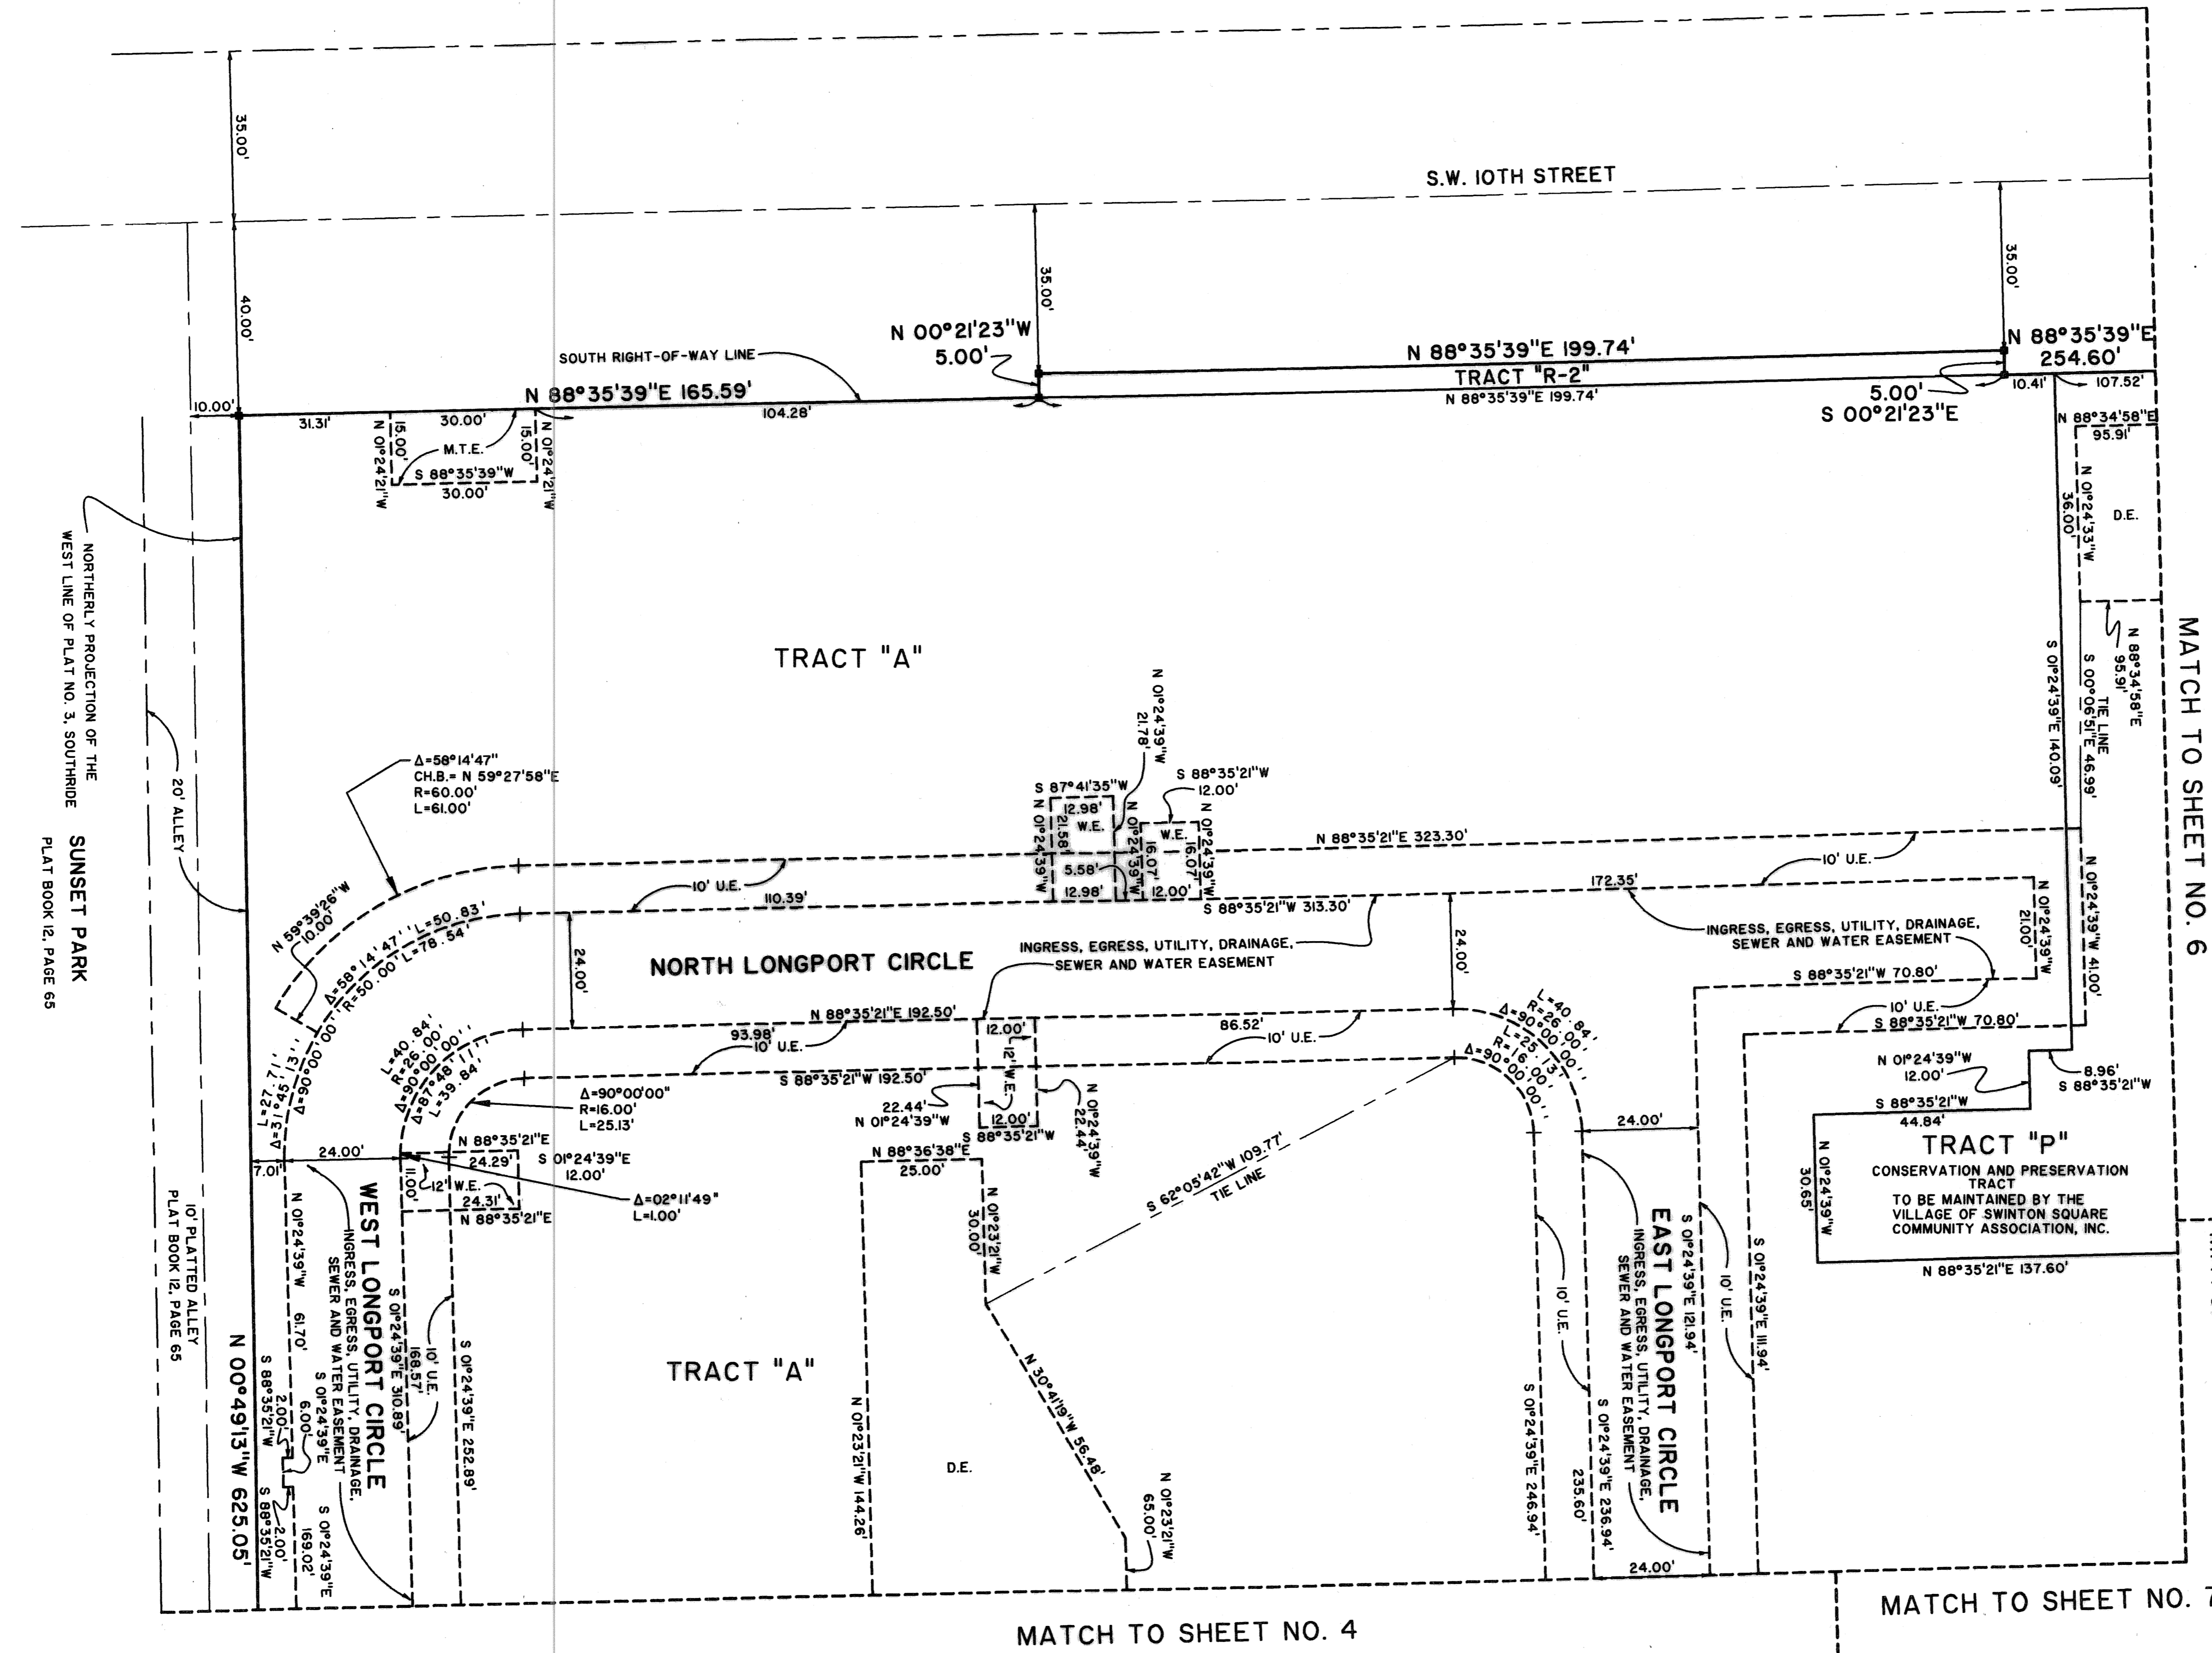 35.00'
S.W. 10TH STREET
40.00'
35.00'
35.00'
N 00°21'23"W
5.00'
SOUTH RIGHT-OF-WAY LINE
N 88°35'39"E 199.74'
TRACT "R-2"
N 88°35'39"E 199.74'
N 88°35'39"E
254.60'
5.00'
S 00°21'23"E
10.41'
107.52'
10.00'
N 88°35'39"E 165.59'
31.31'
30.00'
104.28'
N 01°24'21"W
15.00'
M.T.E.
15.00'
N 01°24'21"W
S 88°35'39"W
30.00'
N 88°34'58"E
95.91'
N 01°24'33"W
36.00'
D.E.
N 88°34'58"E
95.91'
TIE LINE
S 00°06'51"E 46.99'
S 01°24'39"E 140.09'
MATCH TO SHEET NO. 6
NORTHERLY PROJECTION OF THE
WEST LINE OF PLAT NO. 3, SOUTHRIDE
SUNSET PARK
PLAT BOOK 12, PAGE 65
20' ALLEY
10' PLATTED ALLEY
PLAT BOOK 12, PAGE 65
TRACT "A"
Δ=58°14'47"
CH.B.= N 59°27'58"E
R=60.00'
L=61.00'
N 01°24'39"W
21.78'
S 87°41'35"W
12.98'
N 01°24'39"W
21.58'
W.E.
5.58'
12.98'
N 01°24'39"W
S 88°35'21"W
12.00'
W.E.
16.07'
16.07'
12.00'
N 01°24'39"W
N 88°35'21"E 323.30'
10' U.E.
110.39'
10' U.E.
172.35'
S 88°35'21"W 313.30'
N 01°24'39"W
21.00'
N 01°24'39"W 41.00'
N 59°39'26"W
10.00'
Δ=58°14'47" L=50.83'
R=50.00' L=78.54'
Δ=90°00'00"
L=27.71'
Δ=31°45'13"
24.00'
NORTH LONGPORT CIRCLE
INGRESS, EGRESS, UTILITY, DRAINAGE,
SEWER AND WATER EASEMENT
24.00'
INGRESS, EGRESS, UTILITY, DRAINAGE,
SEWER AND WATER EASEMENT
S 88°35'21"W 70.80'
10' U.E.
S 88°35'21"W 70.80'
L=40.84'
R=26.00'
Δ=90°00'00"
Δ=87°48'11"
L=39.84'
N 88°35'21"E 192.50'
93.98'
10' U.E.
12.00'
86.52'
10' U.E.
S 88°35'21"W 192.50'
12' W.E.
Δ=90°00'00"
R=16.00'
L=25.13'
22.44'
N 01°24'39"W
12.00'
S 88°35'21"W
N 01°24'39"W
22.44'
L=40.84'
R=26.00'
Δ=90°00'00"
L=25.13'
R=16.00'
Δ=90°00'00"
N 01°24'39"W
12.00'
8.96'
S 88°35'21"W
S 88°35'21"W
44.84'
24.00'
TRACT "P"
CONSERVATION AND PRESERVATION
TRACT
TO BE MAINTAINED BY THE
VILLAGE OF SWINTON SQUARE
COMMUNITY ASSOCIATION, INC.
N 01°24'39"W
30.65'
N 88°35'21"E 137.60'
7.01'
24.00'
N 88°35'21"E
24.29'
S 01°24'39"E
12.00'
11.00'
12' W.E.
24.31'
N 88°35'21"E
Δ=02°11'49"
L=1.00'
N 88°36'38"E
25.00'
N 01°23'21"W
30.00'
S 62°05'42"W 109.77'
TIE LINE
WEST LONGPORT CIRCLE
INGRESS, EGRESS, UTILITY, DRAINAGE,
SEWER AND WATER EASEMENT
N 01°24'39"W 61.70'
S 88°35'21"W
2.00'
6.00'
S 01°24'39"E
S 88°35'21"W
2.00'
S 01°24'39"E
169.02'
N 00°49'13"W 625.05'
S 01°24'39"E 310.89'
168.57'
10' U.E.
S 01°24'39"E 252.89'
TRACT "A"
N 01°23'21"W 144.26'
D.E.
N 30°41'19"W 56.48'
N 01°23'21"W
65.00'
10' U.E.
S 01°24'39"E 246.94'
S 01°24'39"E 236.94'
235.60'
EAST LONGPORT CIRCLE
INGRESS, EGRESS, UTILITY, DRAINAGE,
SEWER AND WATER EASEMENT
S 01°24'39"E 121.94'
10' U.E.
S 01°24'39"E 111.94'
24.00'
MATCH TO SHEET NO. 4
MATCH TO SHEET NO. 7